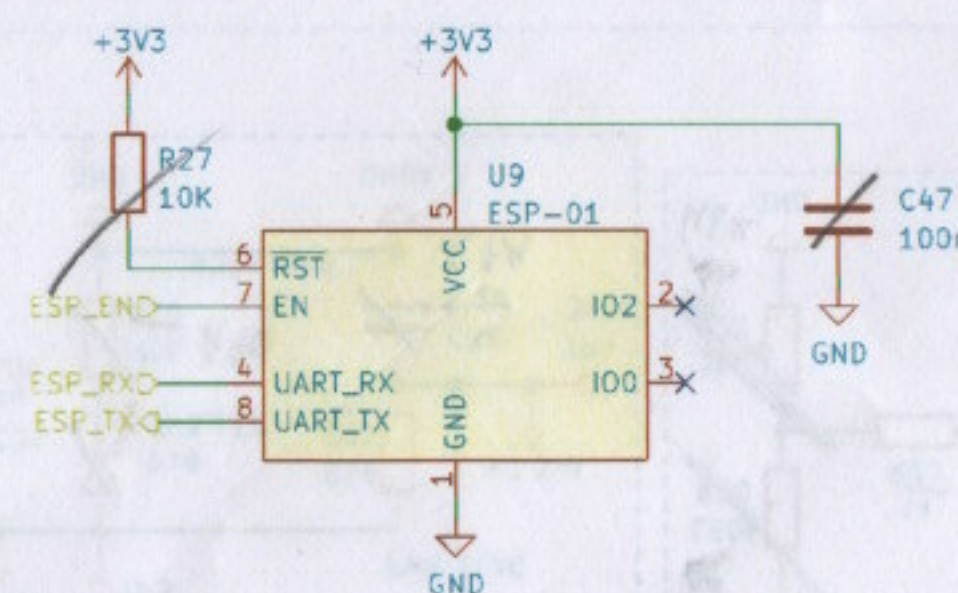 +3V3
+3V3
R27
10K
U9
ESP-01
C47
100n
5
VCC
6
RST
7
EN
ESP_EN
IO2
2
GND
ESP_RX
4
UART_RX
IO0
3
ESP_TX
8
UART_TX
GND
1
GND